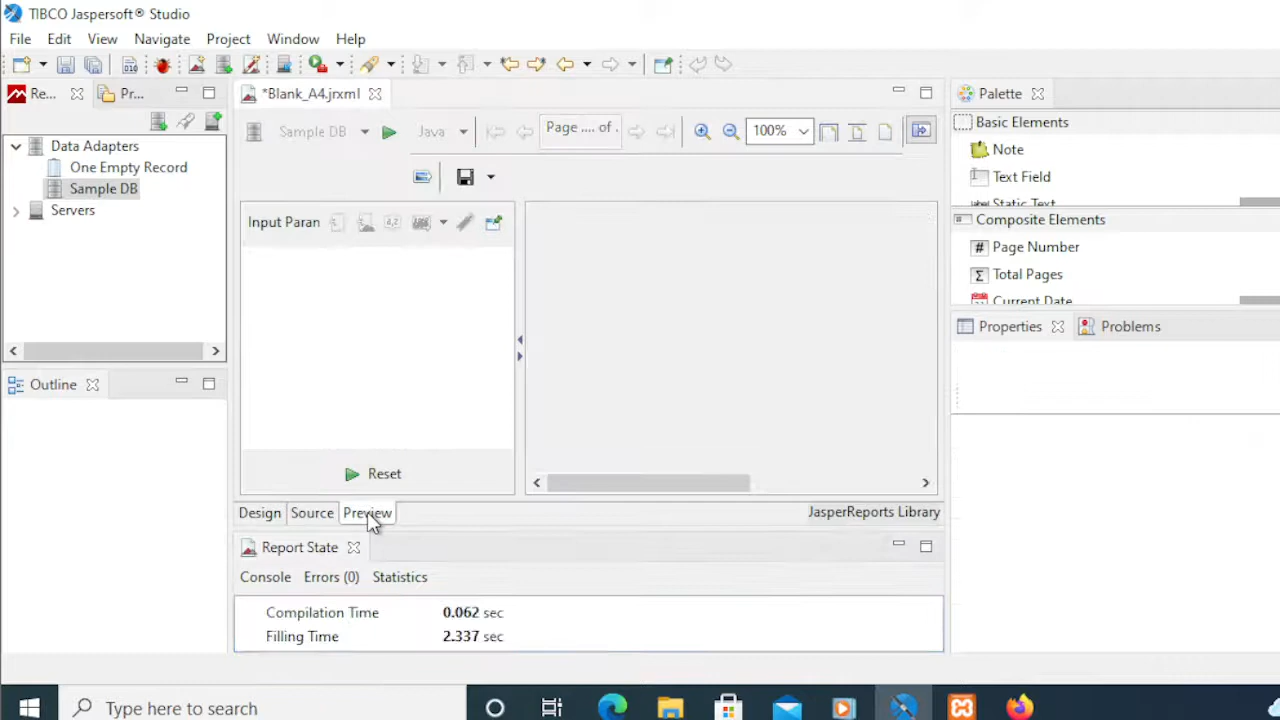 TIBCO Jaspersoft® Studio
File Edit View Navigate Project Window Help
Re... Pr... *Blank_A4.jrxml Palette
Data Adapters
One Empty Record
Sample DB
Servers
Outline
Sample DB Java Page .... of . 100%
Input Paran
Reset
Design Source Preview JasperReports Library
Report State
Console Errors (0) Statistics
Compilation Time 0.062 sec
Filling Time 2.337 sec
Basic Elements
Note
Text Field
Static Text
Composite Elements
Page Number
Total Pages
Current Date
Properties Problems
Type here to search